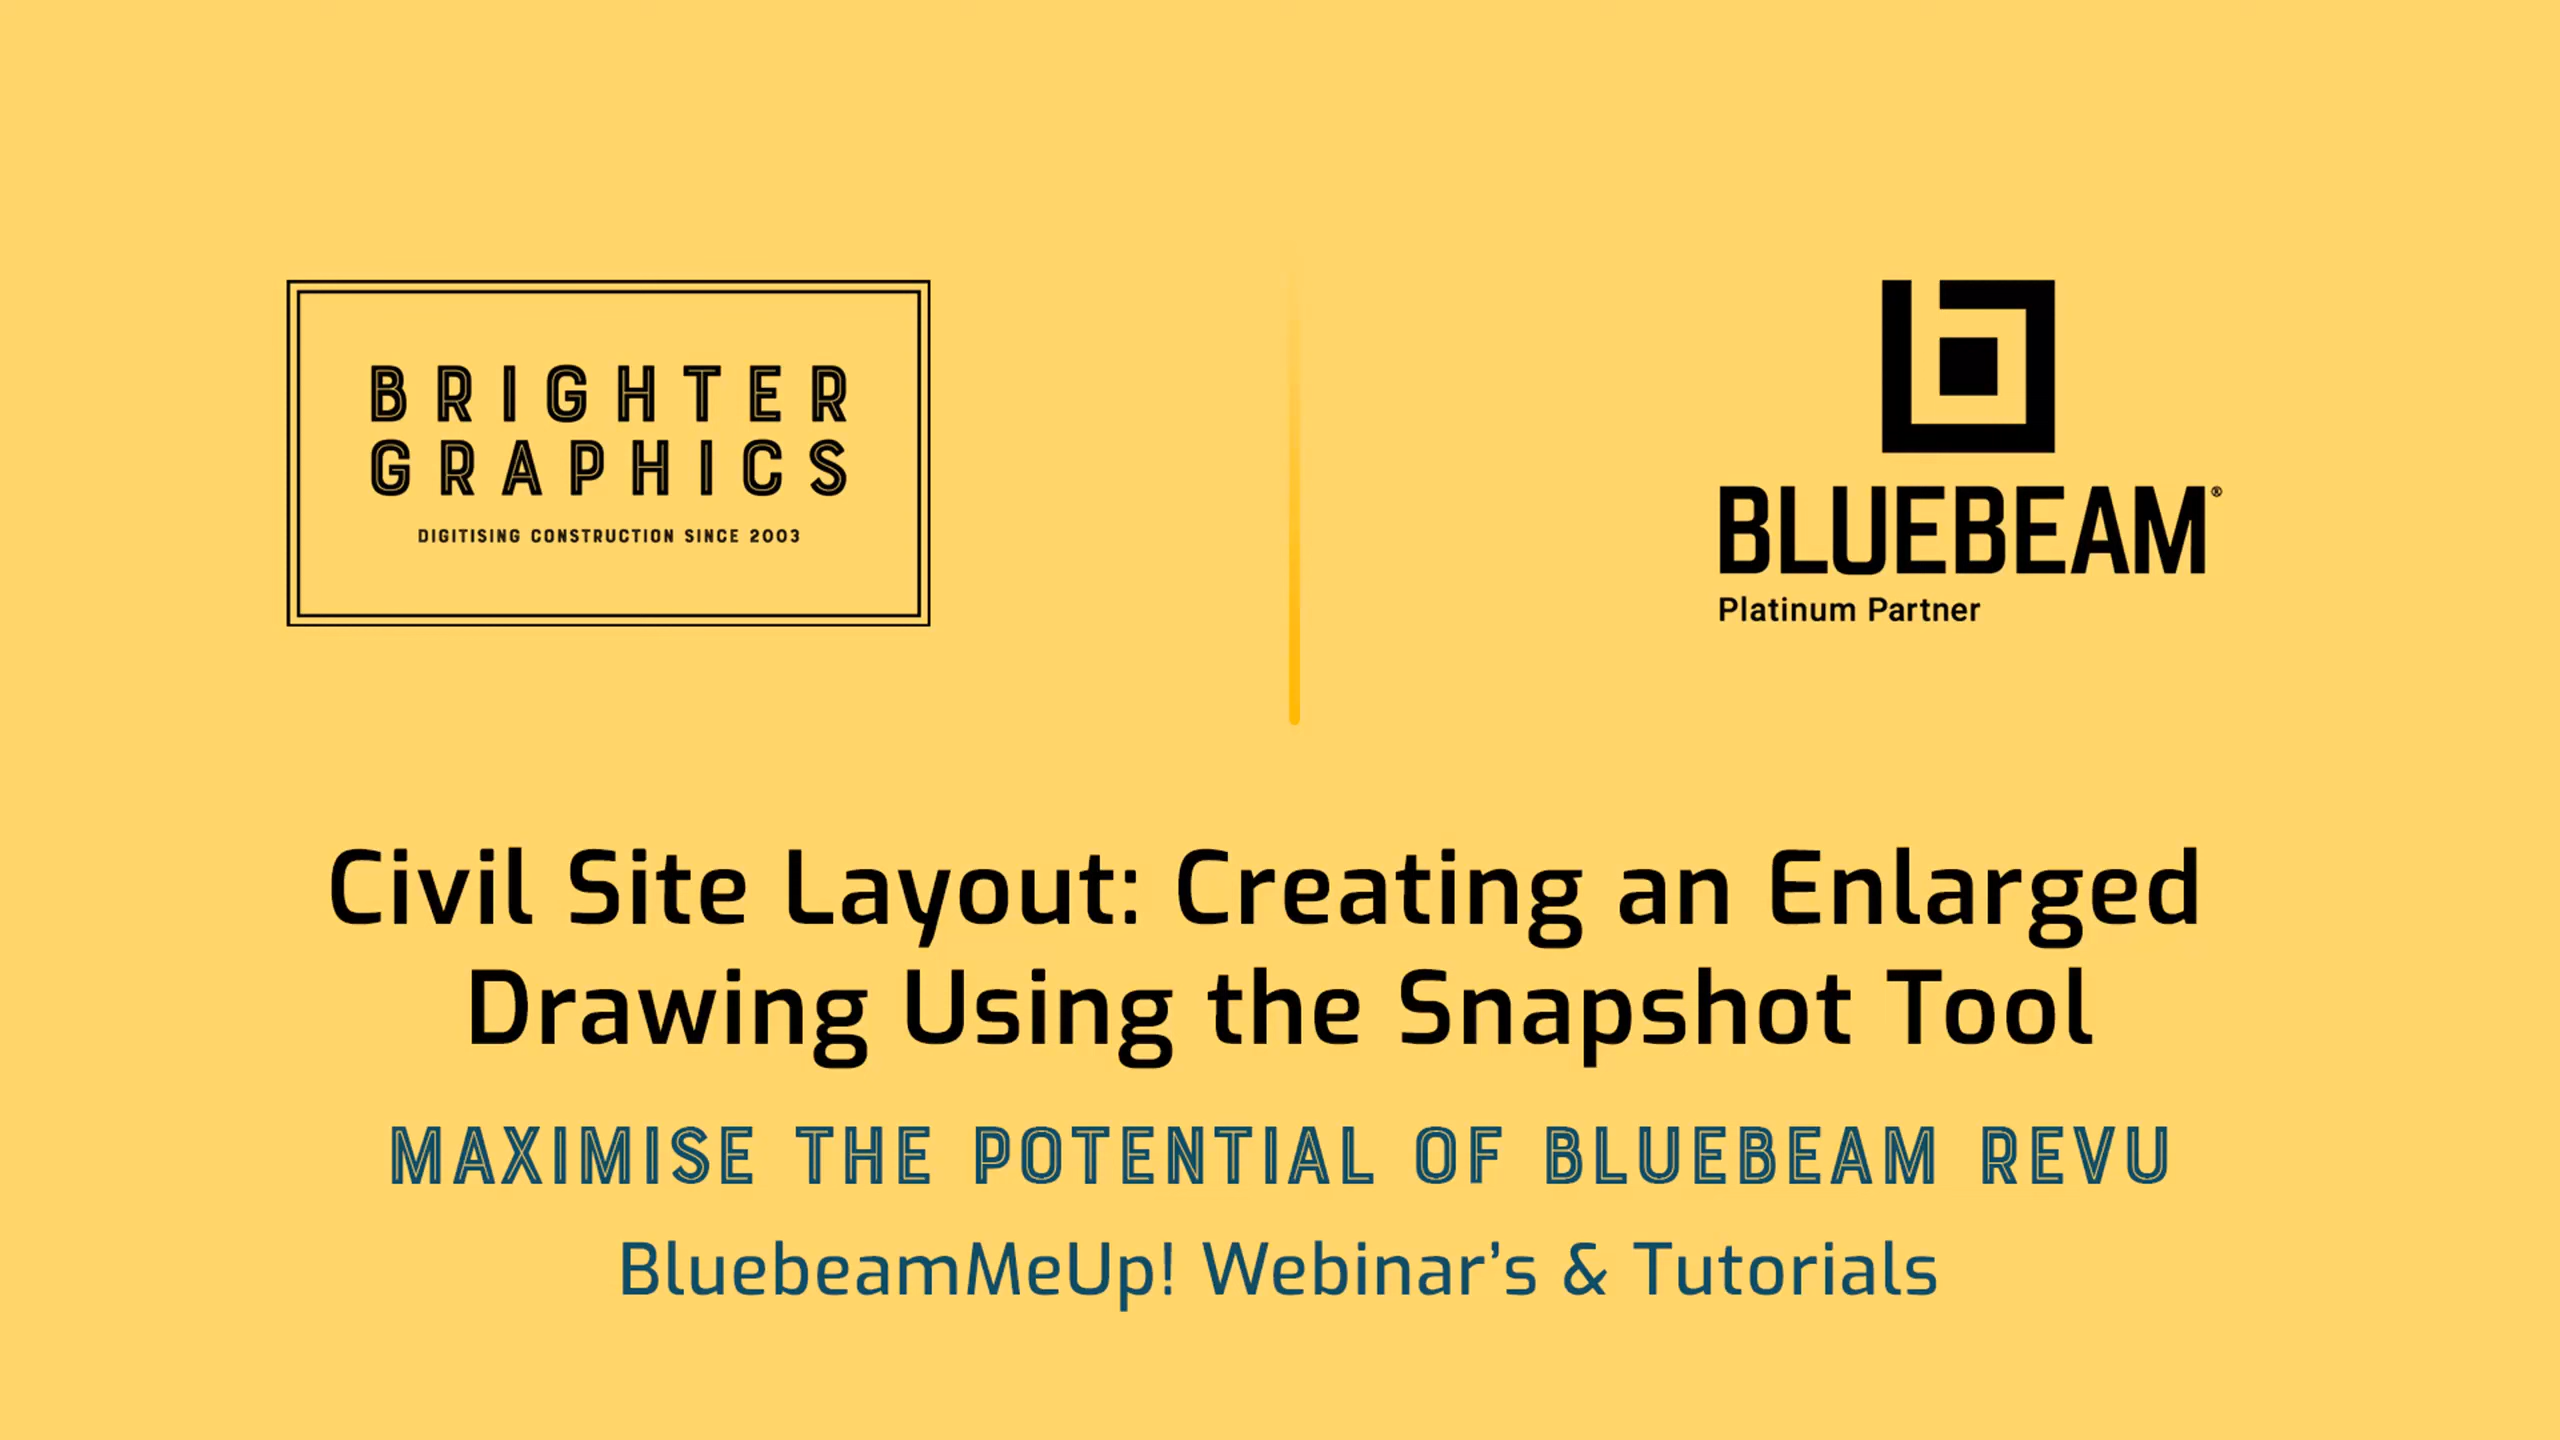 BRIGHTER
GRAPHICS
DIGITISING CONSTRUCTION SINCE 2003
BLUEBEAM®
Platinum Partner
Civil Site Layout: Creating an Enlarged
Drawing Using the Snapshot Tool
MAXIMISE THE POTENTIAL OF BLUEBEAM REVU
BluebeamMeUp! Webinar’s & Tutorials